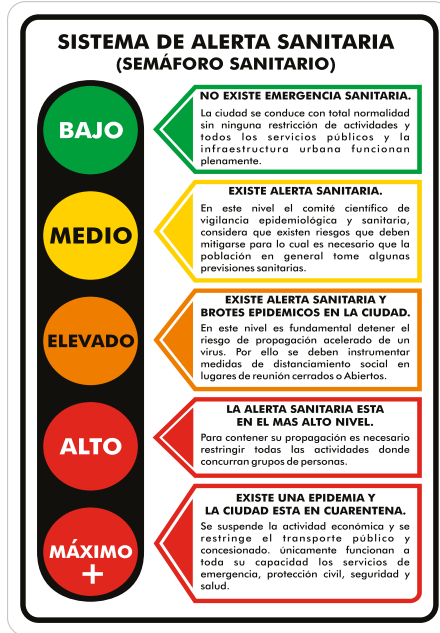 SISTEMA DE ALERTA SANITARIA
(SEMÁFORO SANITARIO)
BAJO
NO EXISTE EMERGENCIA SANITARIA.
La ciudad se conduce con total normalidad
sin ninguna restricción de actividades y
todos los servicios públicos y la
infraestructura urbana funcionan
plenamente.
MEDIO
EXISTE ALERTA SANITARIA.
En este nivel el comité científico de
vigilancia epidemiológica y sanitaria,
considera que existen riesgos que deben
mitigarse para lo cual es necesario que la
población en general tome algunas
previsiones sanitarias.
ELEVADO
EXISTE ALERTA SANITARIA Y
BROTES EPIDEMICOS EN LA CIUDAD.
En este nivel es fundamental detener el
riesgo de propagación acelerado de un
virus. Por ello se deben instrumentar
medidas de distanciamiento social en
lugares de reunión cerrados o Abiertos.
ALTO
LA ALERTA SANITARIA ESTA
EN EL MAS ALTO NIVEL.
Para contener su propagación es necesario
restringir todas las actividades donde
concurran grupos de personas.
MÁXIMO
+
EXISTE UNA EPIDEMIA Y
LA CIUDAD ESTA EN CUARENTENA.
Se suspende la actividad económica y se
restringe el transporte público y
concesionado. únicamente funcionan a
toda su capacidad los servicios de
emergencia, protección civil, seguridad y
salud.